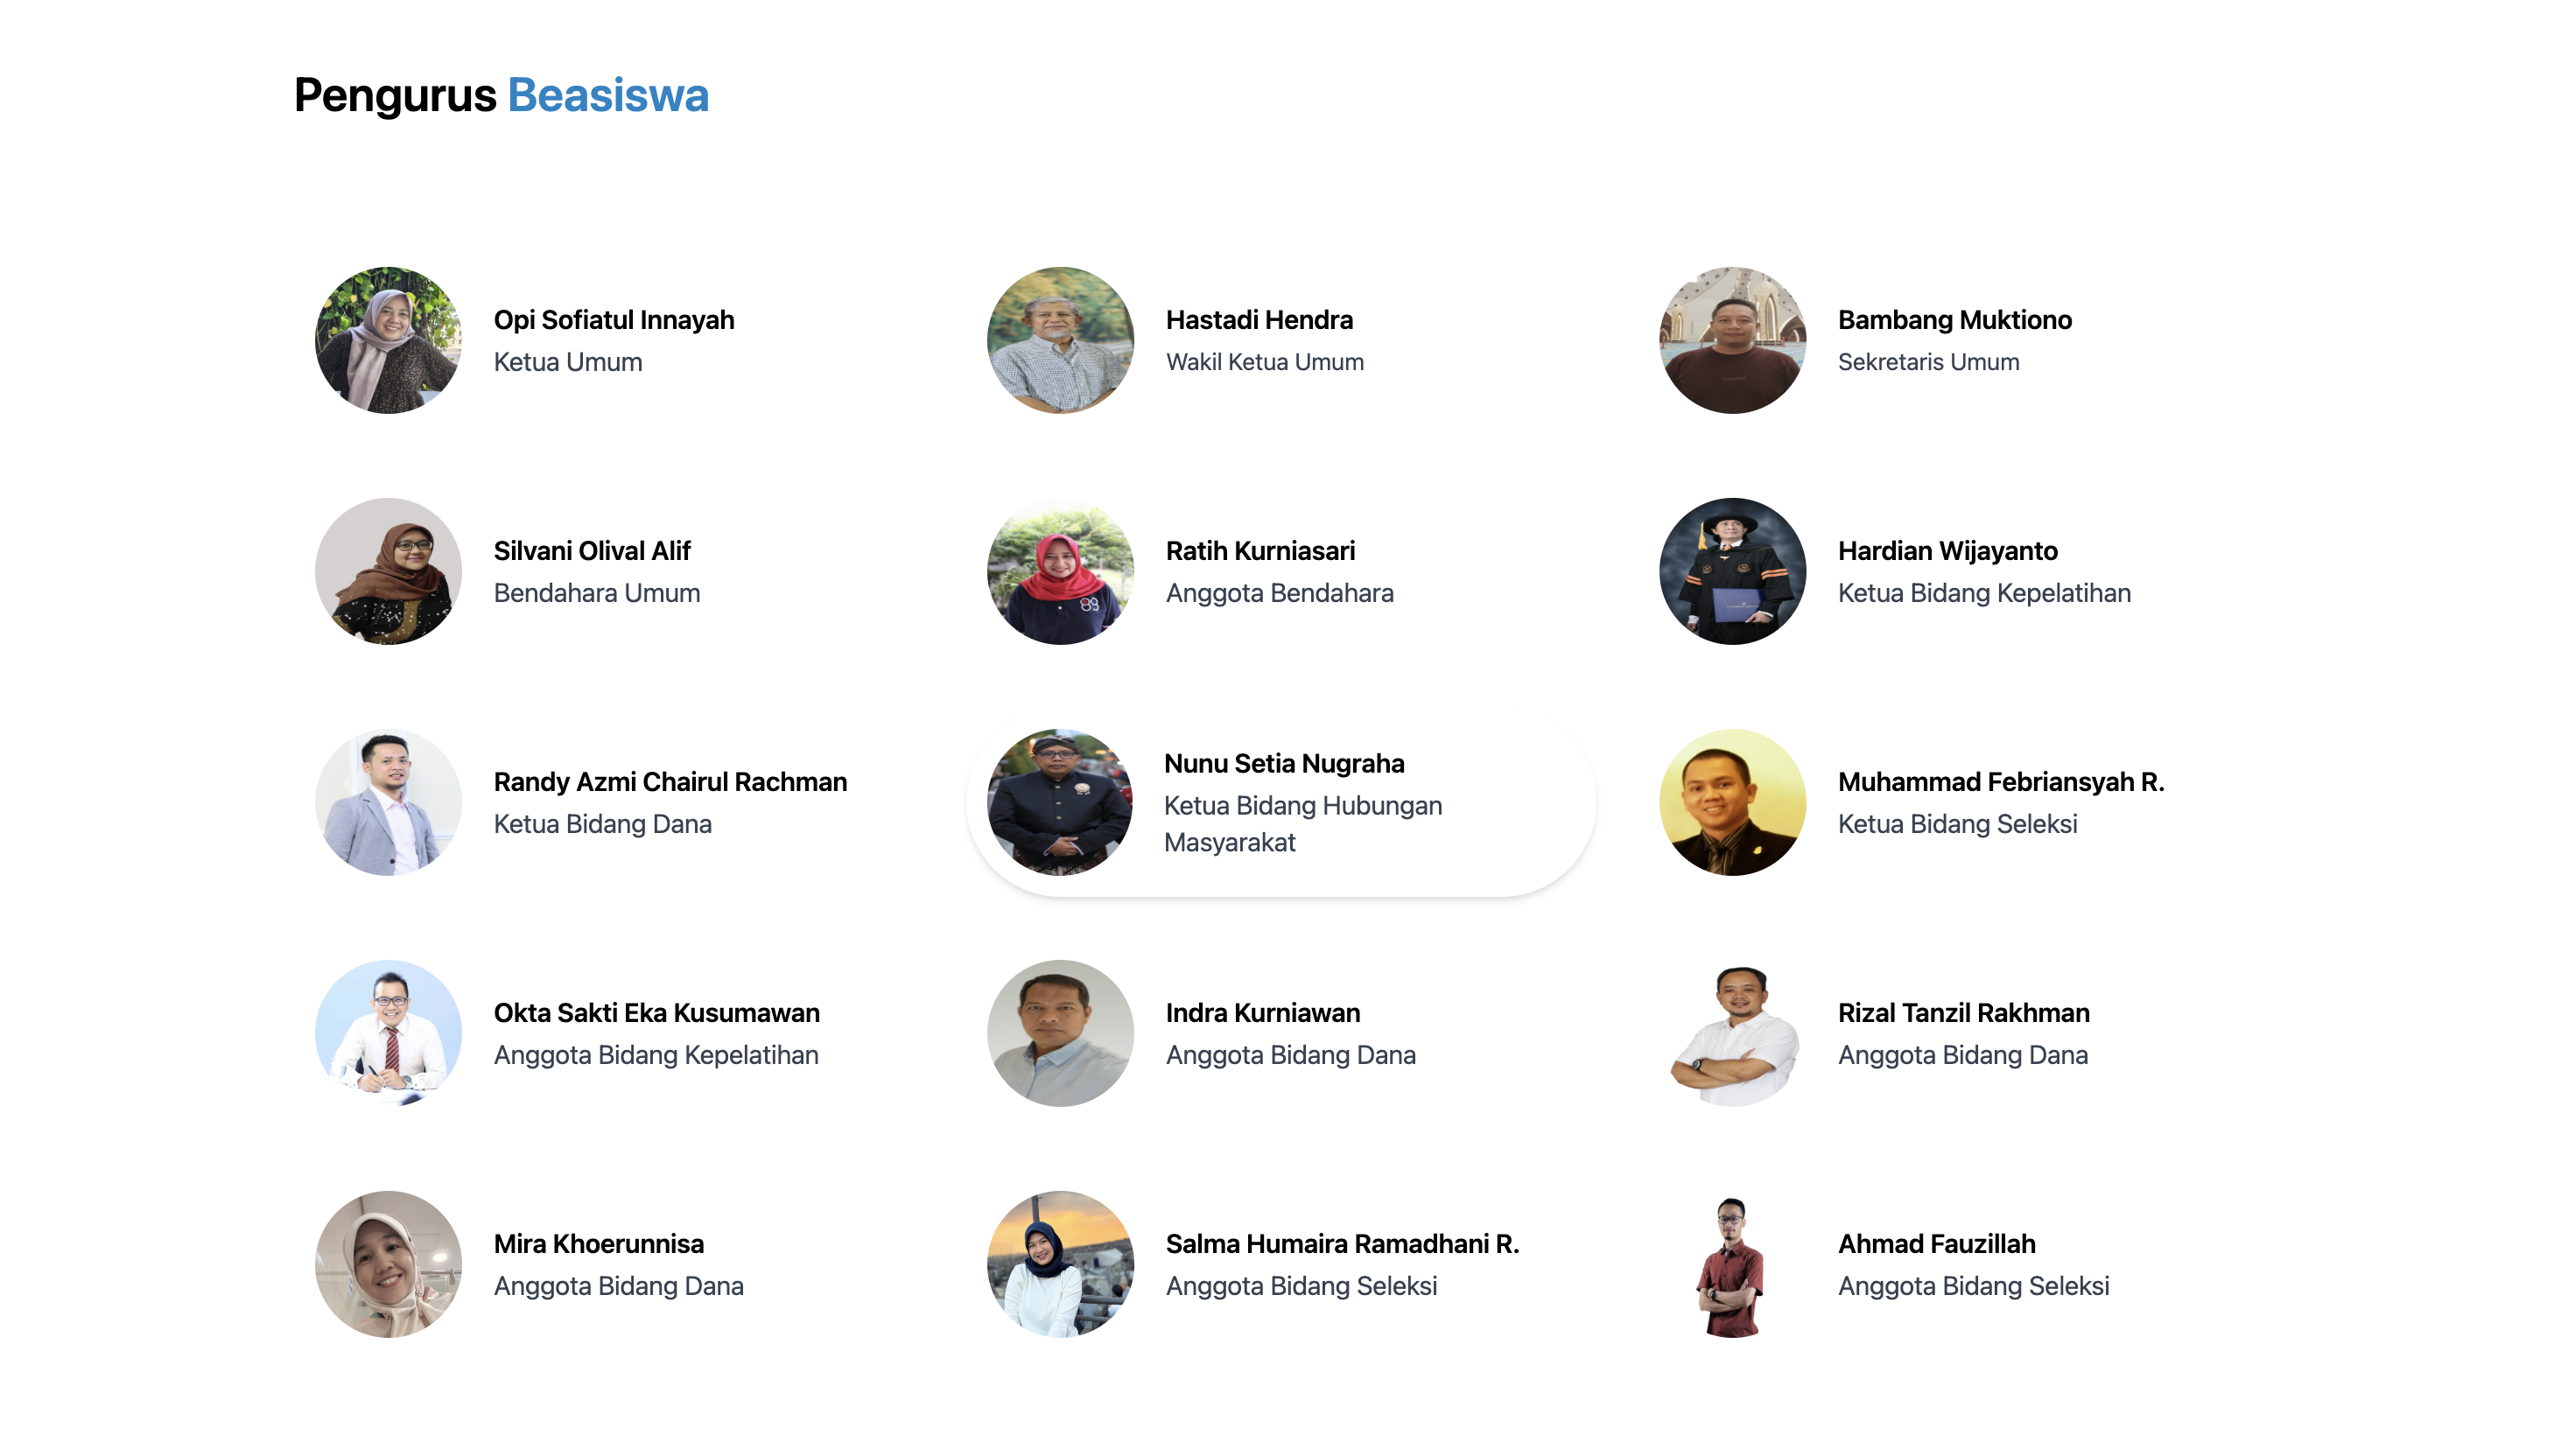 Pengurus Beasiswa
Opi Sofiatul Innayah
Ketua Umum
Hastadi Hendra
Wakil Ketua Umum
Bambang Muktiono
Sekretaris Umum
Silvani Olival Alif
Bendahara Umum
Ratih Kurniasari
Anggota Bendahara
Hardian Wijayanto
Ketua Bidang Kepelatihan
Randy Azmi Chairul Rachman
Ketua Bidang Dana
Nunu Setia Nugraha
Ketua Bidang Hubungan
Masyarakat
Muhammad Febriansyah R.
Ketua Bidang Seleksi
Okta Sakti Eka Kusumawan
Anggota Bidang Kepelatihan
Indra Kurniawan
Anggota Bidang Dana
Rizal Tanzil Rakhman
Anggota Bidang Dana
Mira Khoerunnisa
Anggota Bidang Dana
Salma Humaira Ramadhani R.
Anggota Bidang Seleksi
Ahmad Fauzillah
Anggota Bidang Seleksi